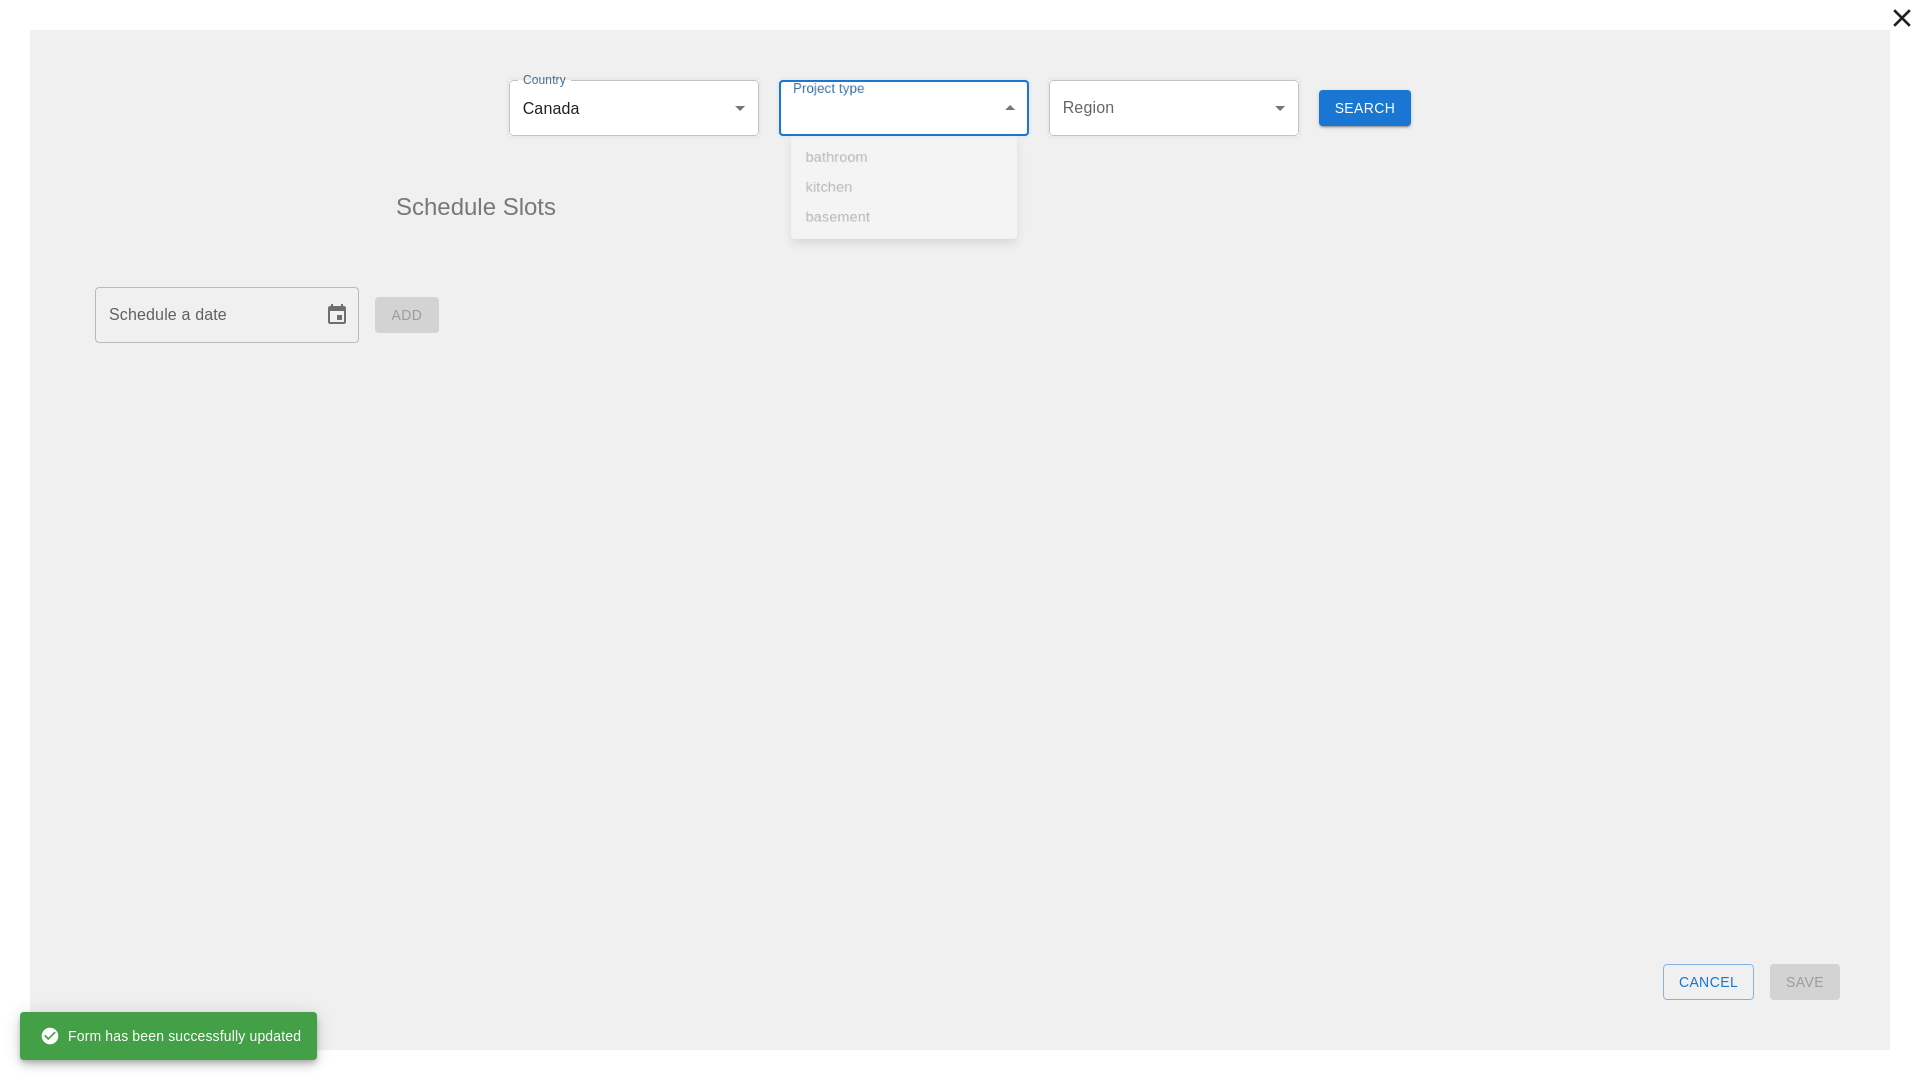 Country
Canada
Project type
Region
SEARCH
bathroom
kitchen
basement
Schedule Slots
Schedule a date
ADD
CANCEL
SAVE
Form has been successfully updated